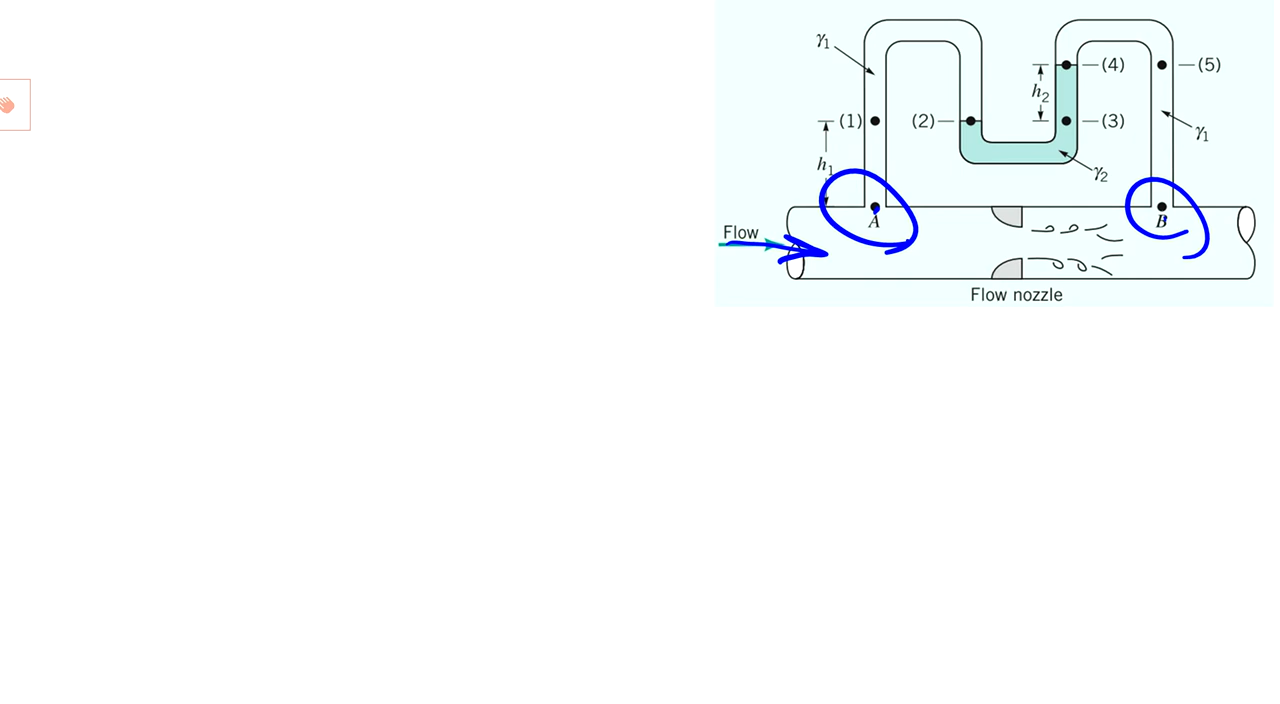 γ₁
(1)
(2)
h₂
(4)
(3)
(5)
γ₁
h₁
γ₂
A
B
Flow
Flow nozzle